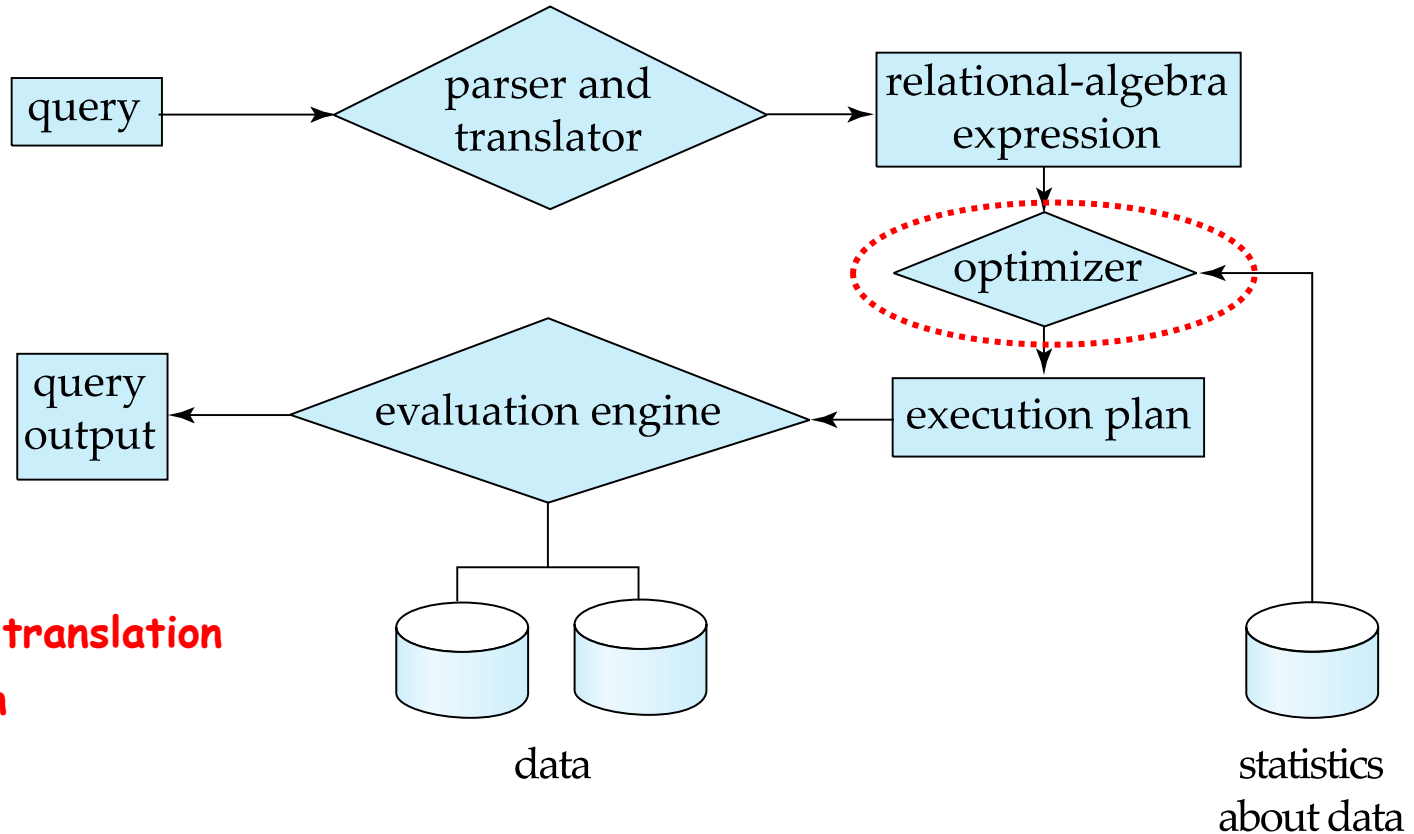 query
parser and
translator
relational-algebra
expression
optimizer
query
output
evaluation engine
execution plan
translation
data
statistics
about data